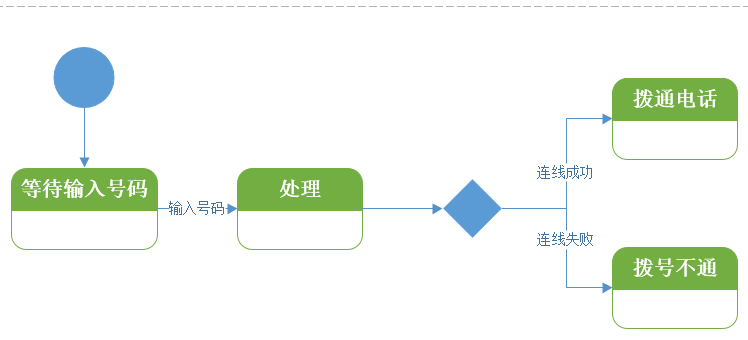 等待输入号码
输入号码
处理
连线成功
连线失败
拨通电话
拨号不通